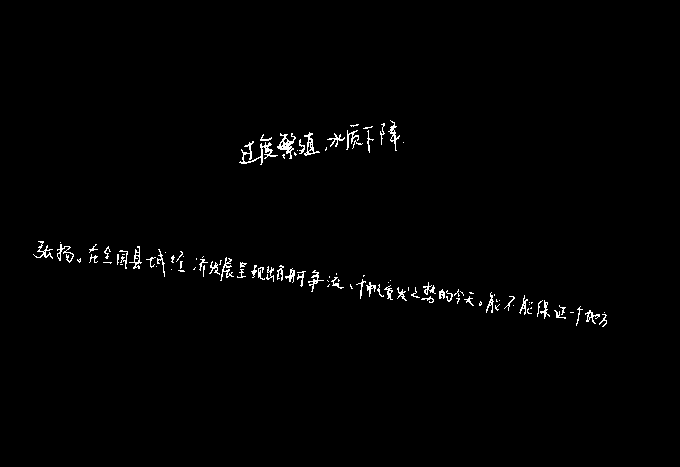 过度繁殖,水质下降.
弘扬。在全国县域经济发展呈现出百舸争流、千帆竞发之势的今天。能不能保证一个地方